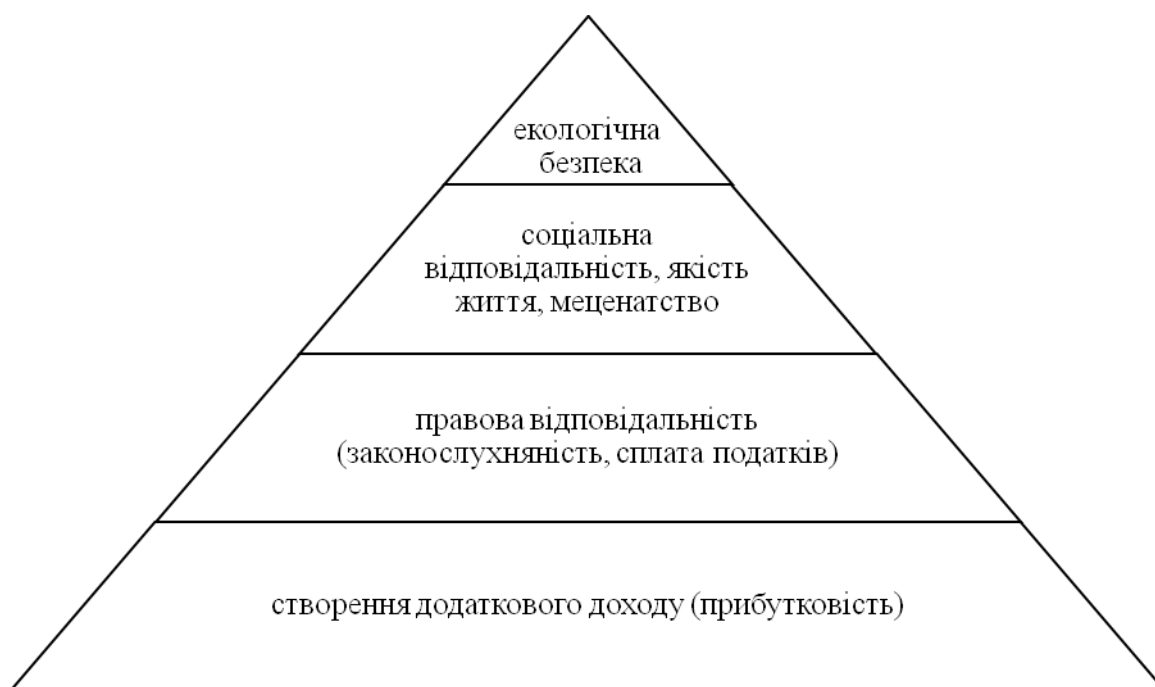 екологічна
безпека
соціальна
відповідальність, якість
життя, меценатство
правова відповідальність
(законослухняність, сплата податків)
створення додаткового доходу (прибутковість)